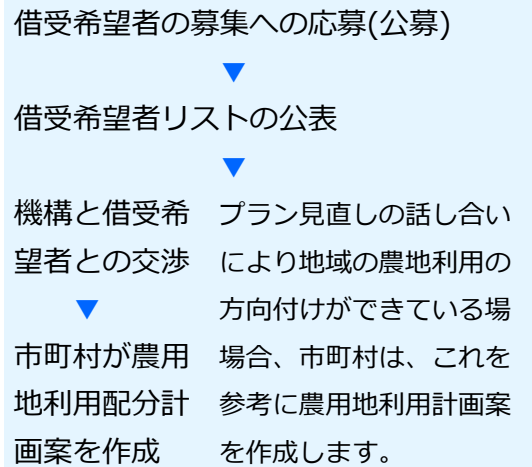 借受希望者の募集への応募(公募)
▼
借受希望者リストの公表
▼
機構と借受希
望者との交渉
▼
市町村が農用
地利用配分計
画案を作成
プラン見直しの話し合い
により地域の農地利用の
方向付けができている場
場合、市町村は、これを
参考に農用地利用計画案
を作成します。